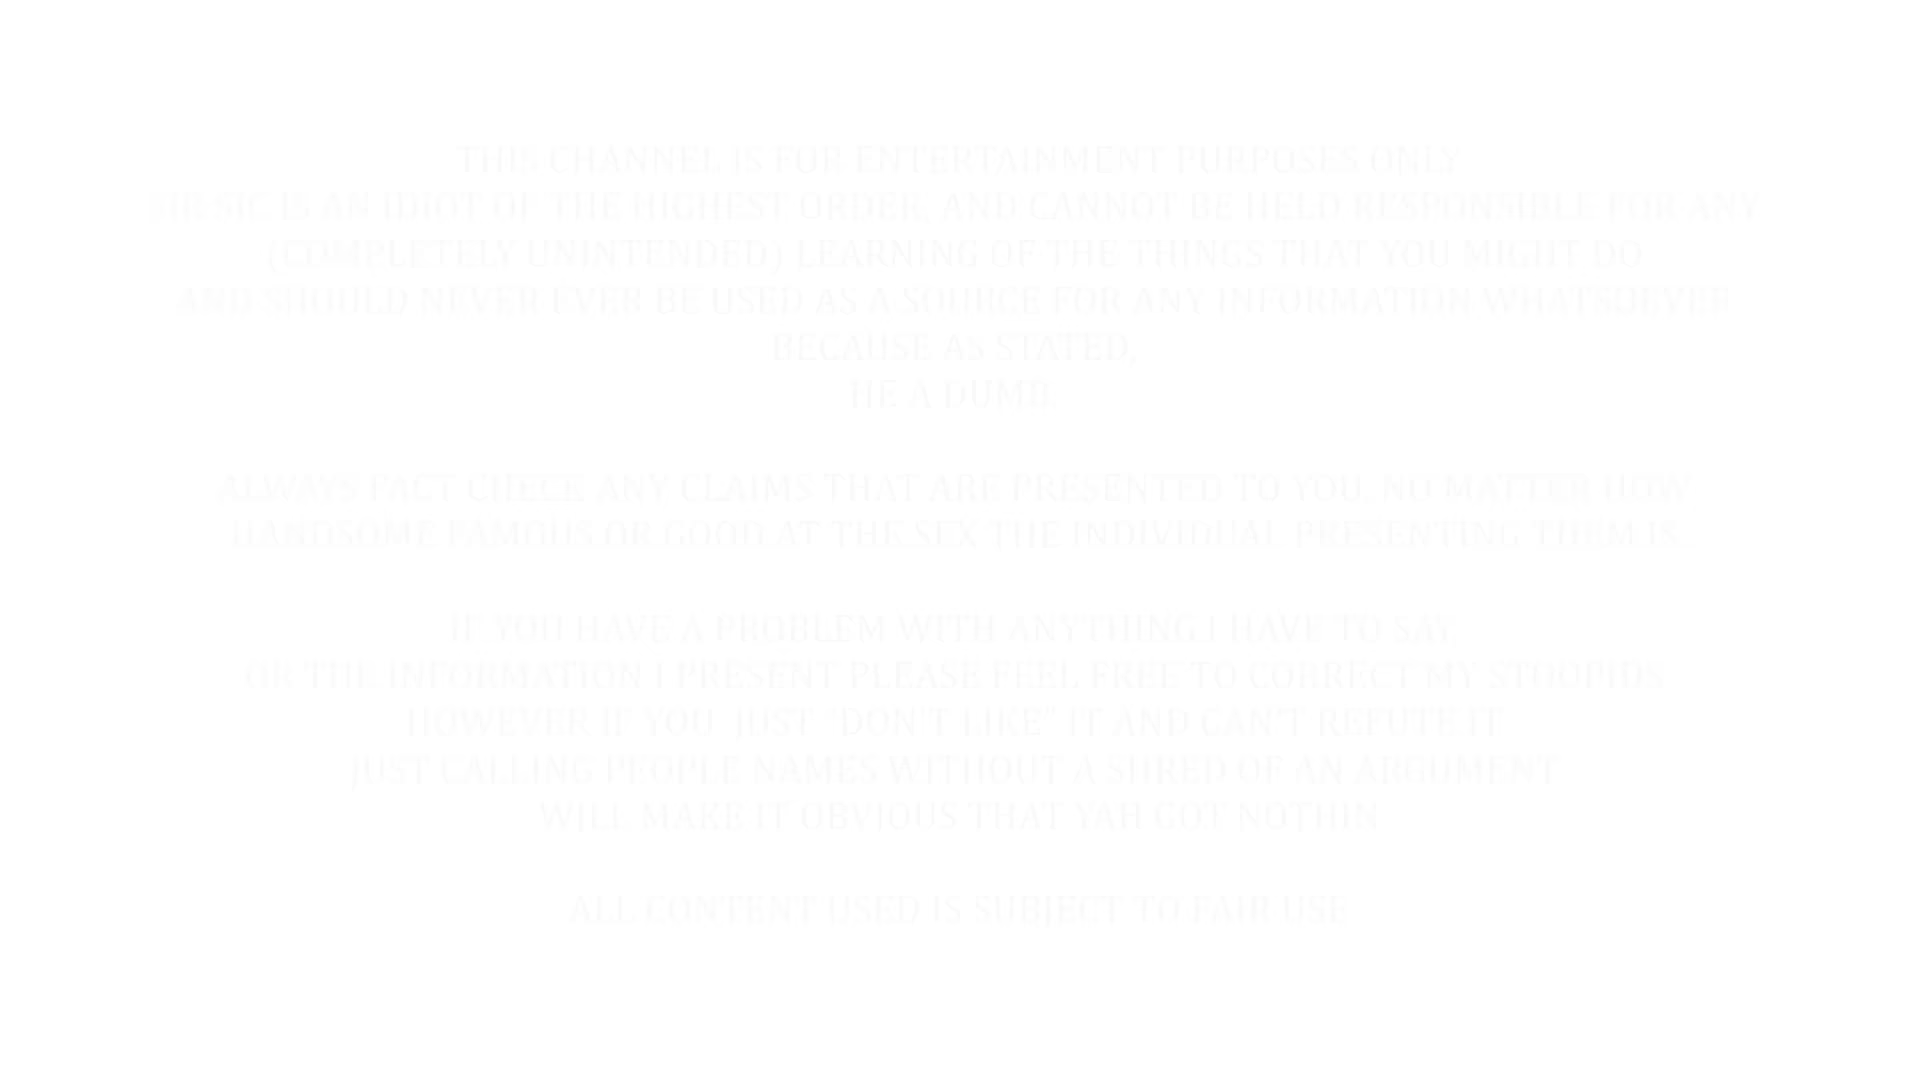 THIS CHANNEL IS FOR ENTERTAINMENT PURPOSES ONLY
IS AN IDIOT OF THE HIGHEST ORDER, AND CANNOT BE HELD RESPONSIBLE FOR ANY
(COMPLETELY UNINTENDED) LEARNING OF THE THINGS THAT YOU MIGHT DO
AND SHOULD NEVER EVER BE USED AS A SOURCE FOR ANY INFORMATION WHATSOEVER
BECAUSE AS STATED,
HE A DUMB.
ALWAYS FACT CHECK ANY CLAIMS THAT ARE PRESENTED TO YOU, NO MATTER HOW
HANDSOME FAMOUS OR GOOD AT THE SEX THE INDIVIDUAL PRESENTING THEM IS.
IF YOU HAVE A PROBLEM WITH ANYTHING I HAVE TO SAY,
OR THE INFORMATION I PRESENT PLEASE FEEL FREE TO CORRECT MY STOOPIDS
HOWEVER IF YOU JUST "DON'T LIKE" IT AND CAN'T REFUTE IT
JUST CALLING PEOPLE NAMES WITHOUT A SHRED OF AN ARGUMENT
WILL MAKE IT OBVIOUS THAT YAH GOT NOTHIN
ALL CONTENT USED IS SUBJECT TO FAIR USE